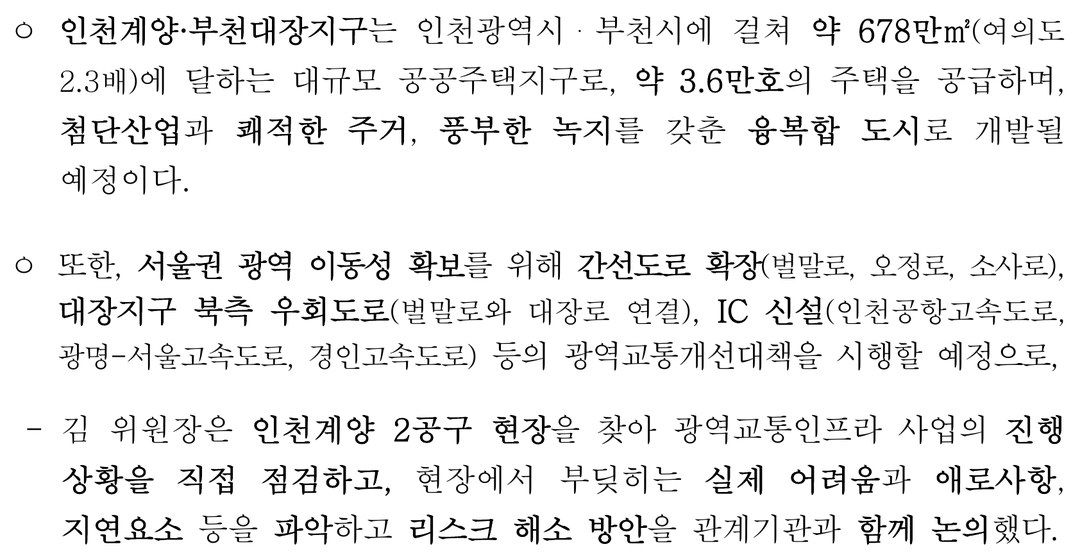 ○ 인천계양·부천대장지구는 인천광역시 · 부천시에 걸쳐 약 678만㎡(여의도
2.3배)에 달하는 대규모 공공주택지구로, 약 3.6만호의 주택을 공급하며,
첨단산업과 쾌적한 주거, 풍부한 녹지를 갖춘 융복합 도시로 개발될
예정이다.
○ 또한, 서울권 광역 이동성 확보를 위해 간선도로 확장(벌말로, 오정로, 소사로),
대장지구 북측 우회도로(벌말로와 대장로 연결), IC 신설(인천공항고속도로,
광명-서울고속도로, 경인고속도로) 등의 광역교통개선대책을 시행할 예정으로,
- 김 위원장은 인천계양 2공구 현장을 찾아 광역교통인프라 사업의 진행
상황을 직접 점검하고, 현장에서 부딪히는 실제 어려움과 애로사항,
지연요소 등을 파악하고 리스크 해소 방안을 관계기관과 함께 논의했다.